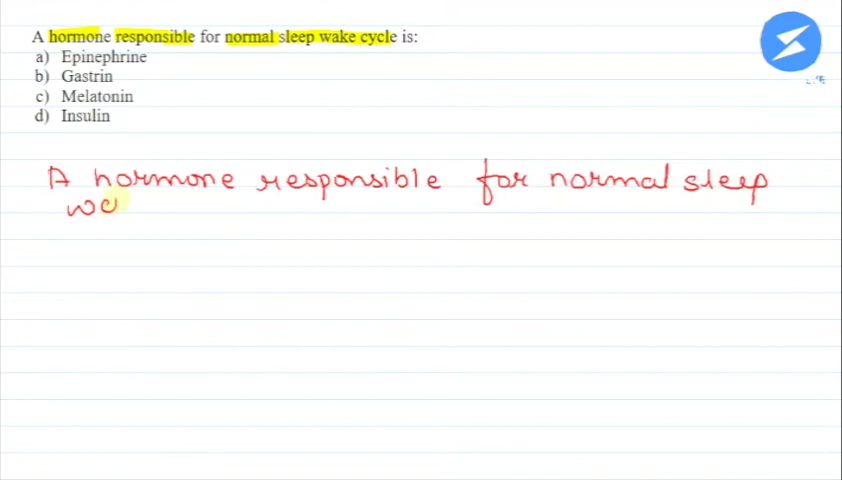 A hormone responsible for normal sleep wake cycle is:
a) Epinephrine
b) Gastrin
c) Melatonin
d) Insulin
A hormone responsible for normal sleep